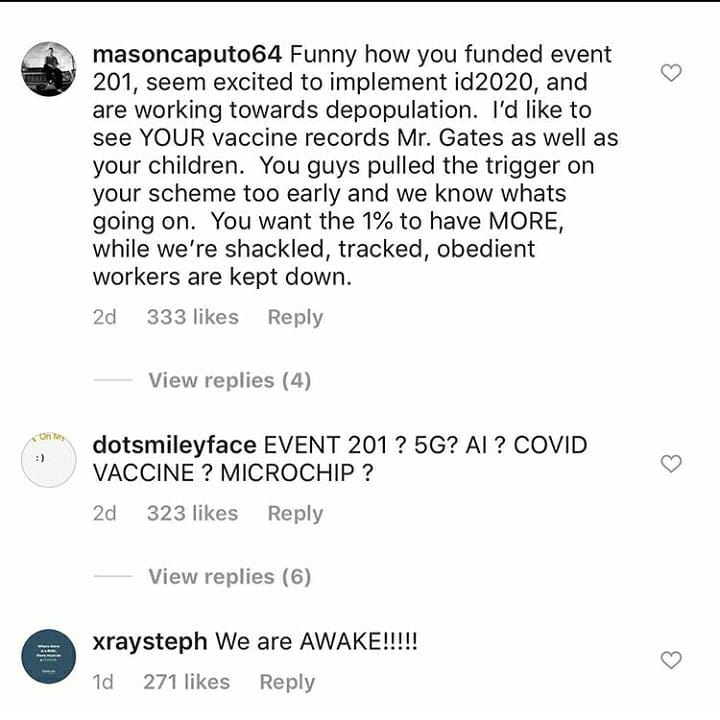 masoncaputo64 Funny how you funded event
201, seem excited to implement id2020, and
are working towards depopulation.  I'd like to
see YOUR vaccine records Mr. Gates as well as
your children.  You guys pulled the trigger on
your scheme too early and we know whats
going on.  You want the 1% to have MORE,
while we're shackled, tracked, obedient
workers are kept down.
2d 333 likes Reply
View replies (4)
On My
:)
dotsmileyface EVENT 201 ? 5G? AI ? COVID
VACCINE ? MICROCHIP ?
2d 323 likes Reply
View replies (6)
xraysteph We are AWAKE!!!!!
1d 271 likes Reply